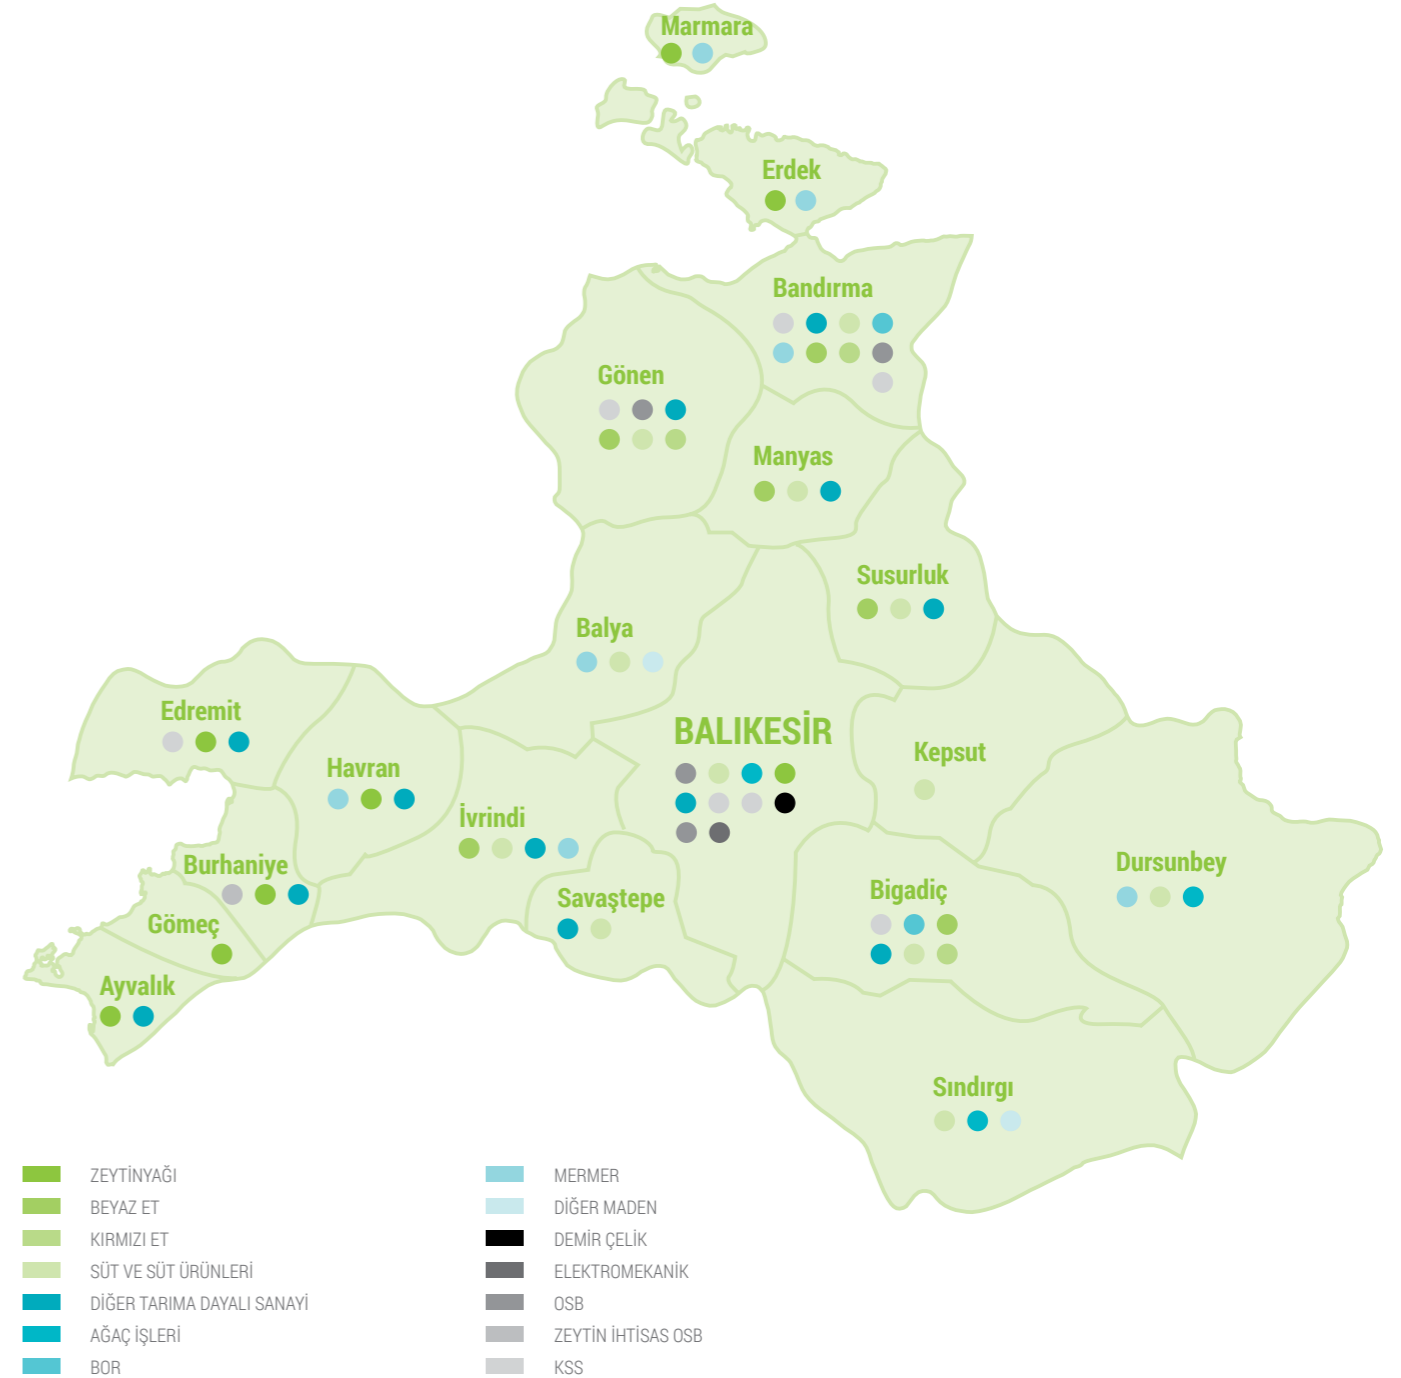 Marmara
Erdek
Bandırma
Gönen
Manyas
Susurluk
Balya
Edremit
BALIKESİR
Havran
Kepsut
İvrindi
Burhaniye
Dursunbey
Savaştepe
Bigadiç
Gömeç
Ayvalık
Sındırgı
ZEYTİNYAĞI
BEYAZ ET
KIRMIZI ET
SÜT VE SÜT ÜRÜNLERİ
DİĞER TARIMA DAYALI SANAYİ
AĞAÇ İŞLERİ
BOR
MERMER
DİĞER MADEN
DEMİR ÇELİK
ELEKTROMEKANİK
OSB
ZEYTİN İHTİSAS OSB
KSS